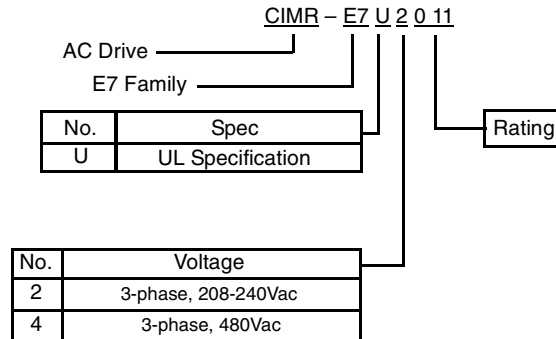 CIMR – E7 U 2 0 11
AC Drive
E7 Family
No. Spec
U UL Specification
Rating
No. Voltage
2 3-phase, 208-240Vac
4 3-phase, 480Vac